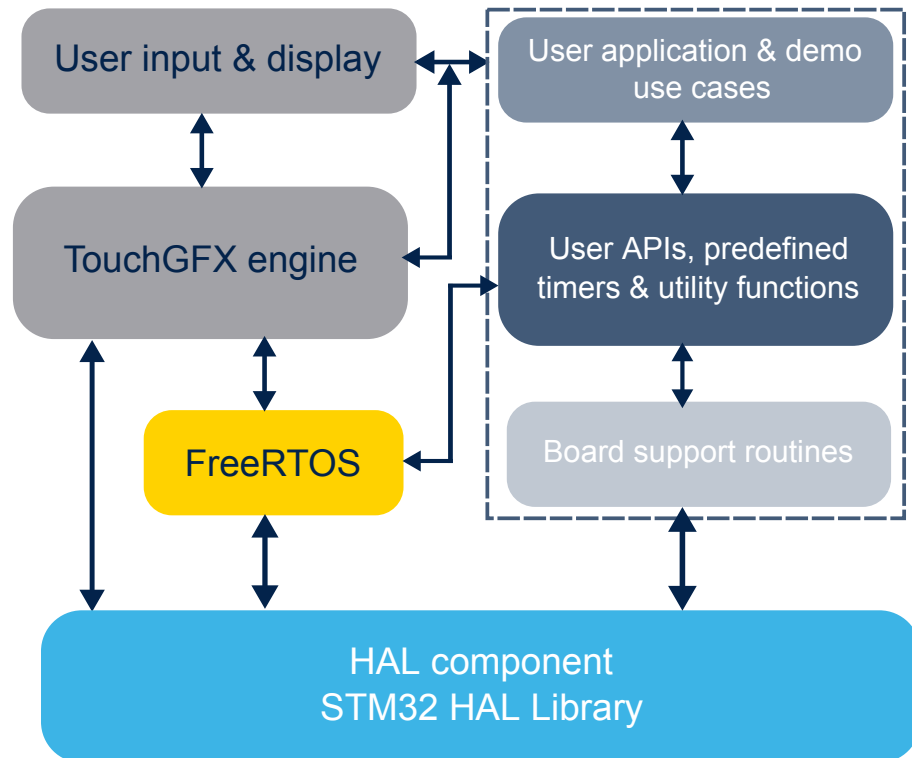 User input & display
User application & demo
use cases
TouchGFX engine
User APIs, predefined
timers & utility functions
FreeRTOS
Board support routines
HAL component
STM32 HAL Library